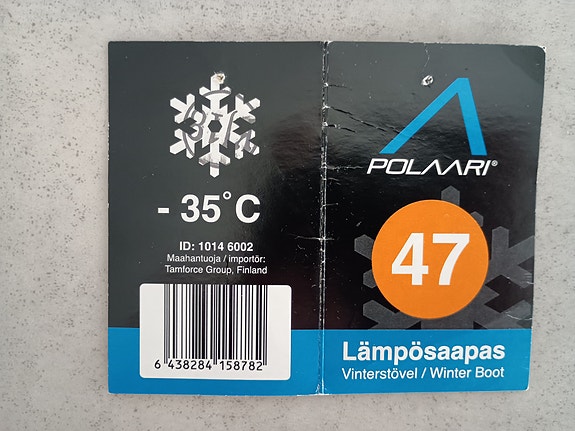 - 35°C
ID: 1014 6002
Maahantuoja / importör:
Tamforce Group, Finland
6 438284 158782
POLAARI®
47
Lämpösaapas
Vinterstövel / Winter Boot